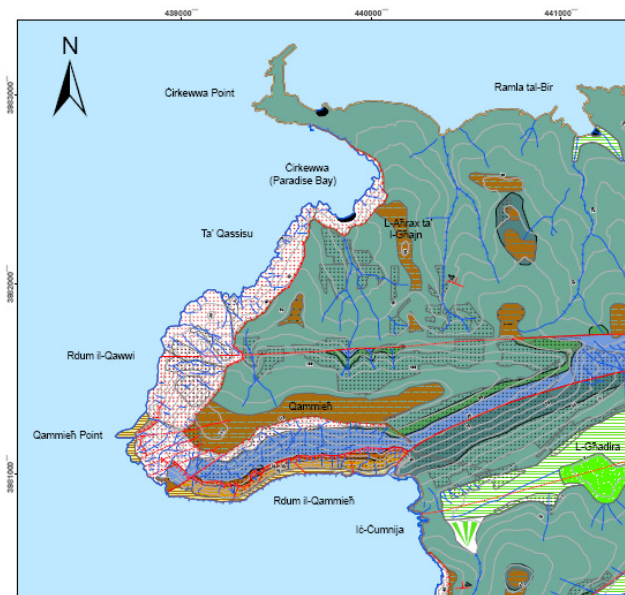 439000
440000
441000
N
3983000
Ċirkewwa Point
Ramla tal-Bir
Ċirkewwa
(Paradise Bay)
L-Aħrax ta'
l-Għajn
Ta' Qassisu
3982000
Rdum il-Qawwi
Qammieħ
Qammieħ Point
L-Għadira
3981000
Rdum il-Qammieħ
Iċ-Ċumnija